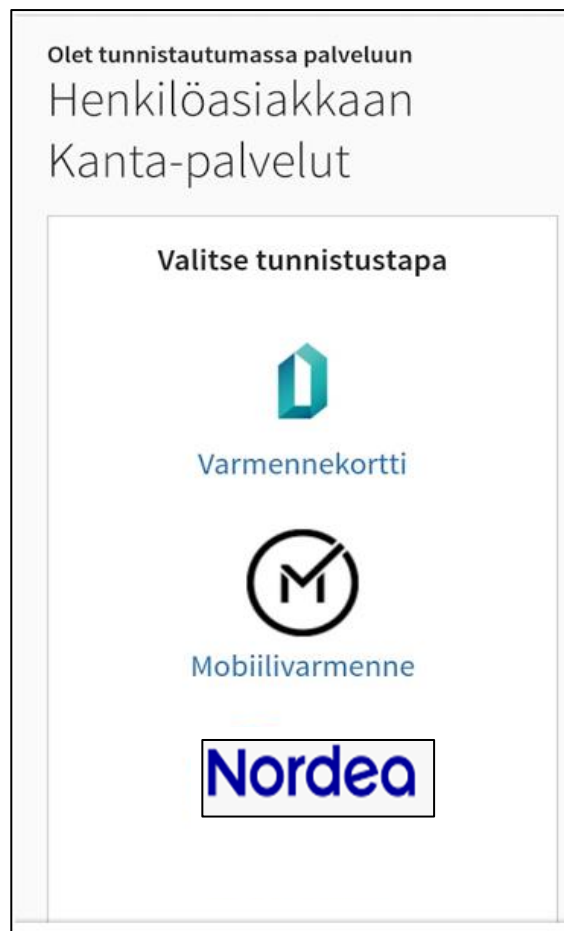 Olet tunnistautumassa palveluun
Henkilöasiakkaan
Kanta-palvelut
Valitse tunnistustapa
Varmennekortti
M
Mobiilivarmenne
Nordea